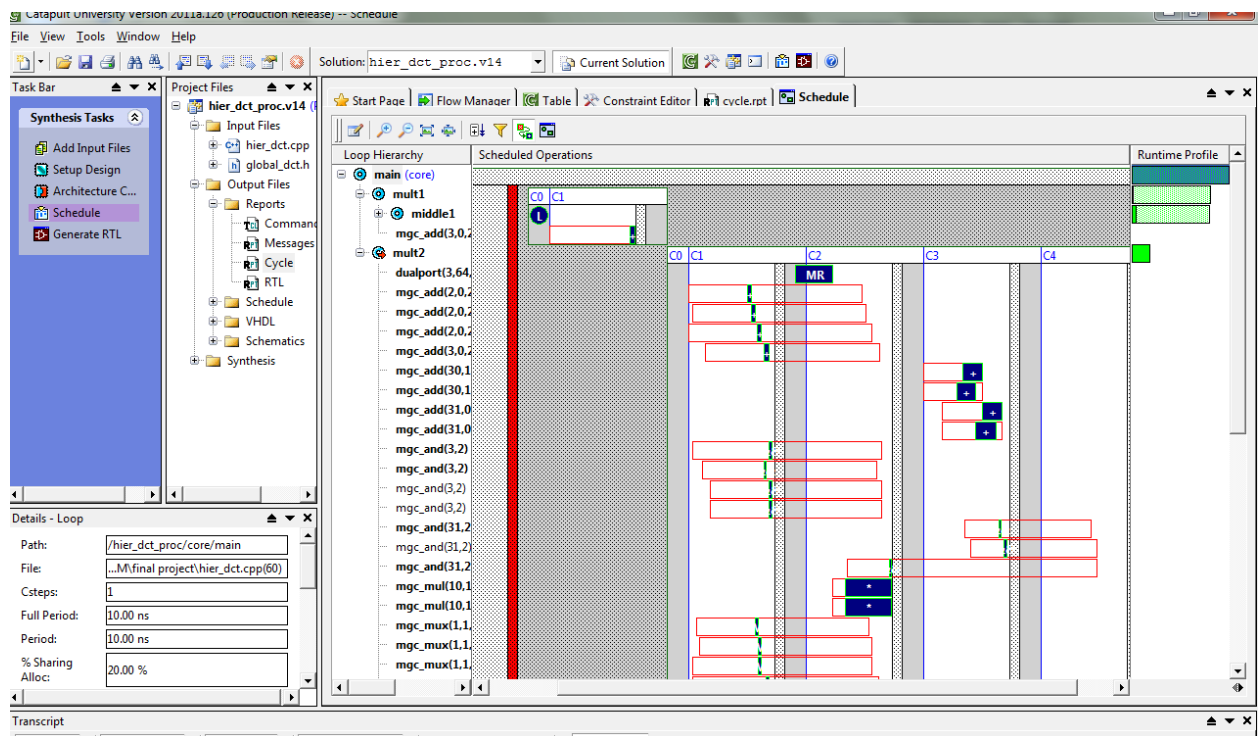 Catapult University Version 2011a.126 (Production Release) -- Schedule
File View Tools Window Help
Solution: hier_dct_proc.v14 Current Solution
Task Bar
Synthesis Tasks
Add Input Files
Setup Design
Architecture C...
Schedule
Generate RTL
Project Files
hier_dct_proc.v14 (
Input Files
hier_dct.cpp
global_dct.h
Output Files
Reports
Command
Messages
Cycle
RTL
Schedule
VHDL
Schematics
Synthesis
Start Page Flow Manager Table Constraint Editor cycle.rpt Schedule
Loop Hierarchy Scheduled Operations Runtime Profile
main (core)
mult1 C0 C1
middle1 L
mgc_add(3,0,2 +
mult2 C0 C1 C2 C3 C4
dualport(3,64, MR
mgc_add(2,0,2 +
mgc_add(2,0,2 +
mgc_add(2,0,2 +
mgc_add(3,0,2 +
mgc_add(30,1 +
mgc_add(30,1 +
mgc_add(31,0 +
mgc_add(31,0 +
mgc_and(3,2)
mgc_and(3,2)
mgc_and(3,2)
mgc_and(3,2)
mgc_and(31,2
mgc_and(31,2)
mgc_and(31,2
mgc_mul(10,1 *
mgc_mul(10,1 *
mgc_mux(1,1,
mgc_mux(1,1,
mgc_mux(1,1,
Details - Loop
Path: /hier_dct_proc/core/main
File: ...M\final project\hier_dct.cpp(60)
Csteps: 1
Full Period: 10.00 ns
Period: 10.00 ns
% Sharing Alloc: 20.00 %
Transcript